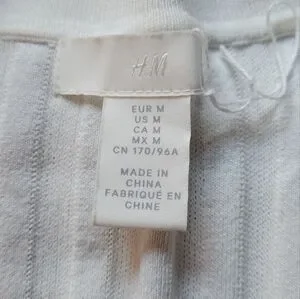 H&M
EUR M
US M
CA M
MX M
CN 170/96A
MADE IN
CHINA
FABRIQUÉ EN
CHINE